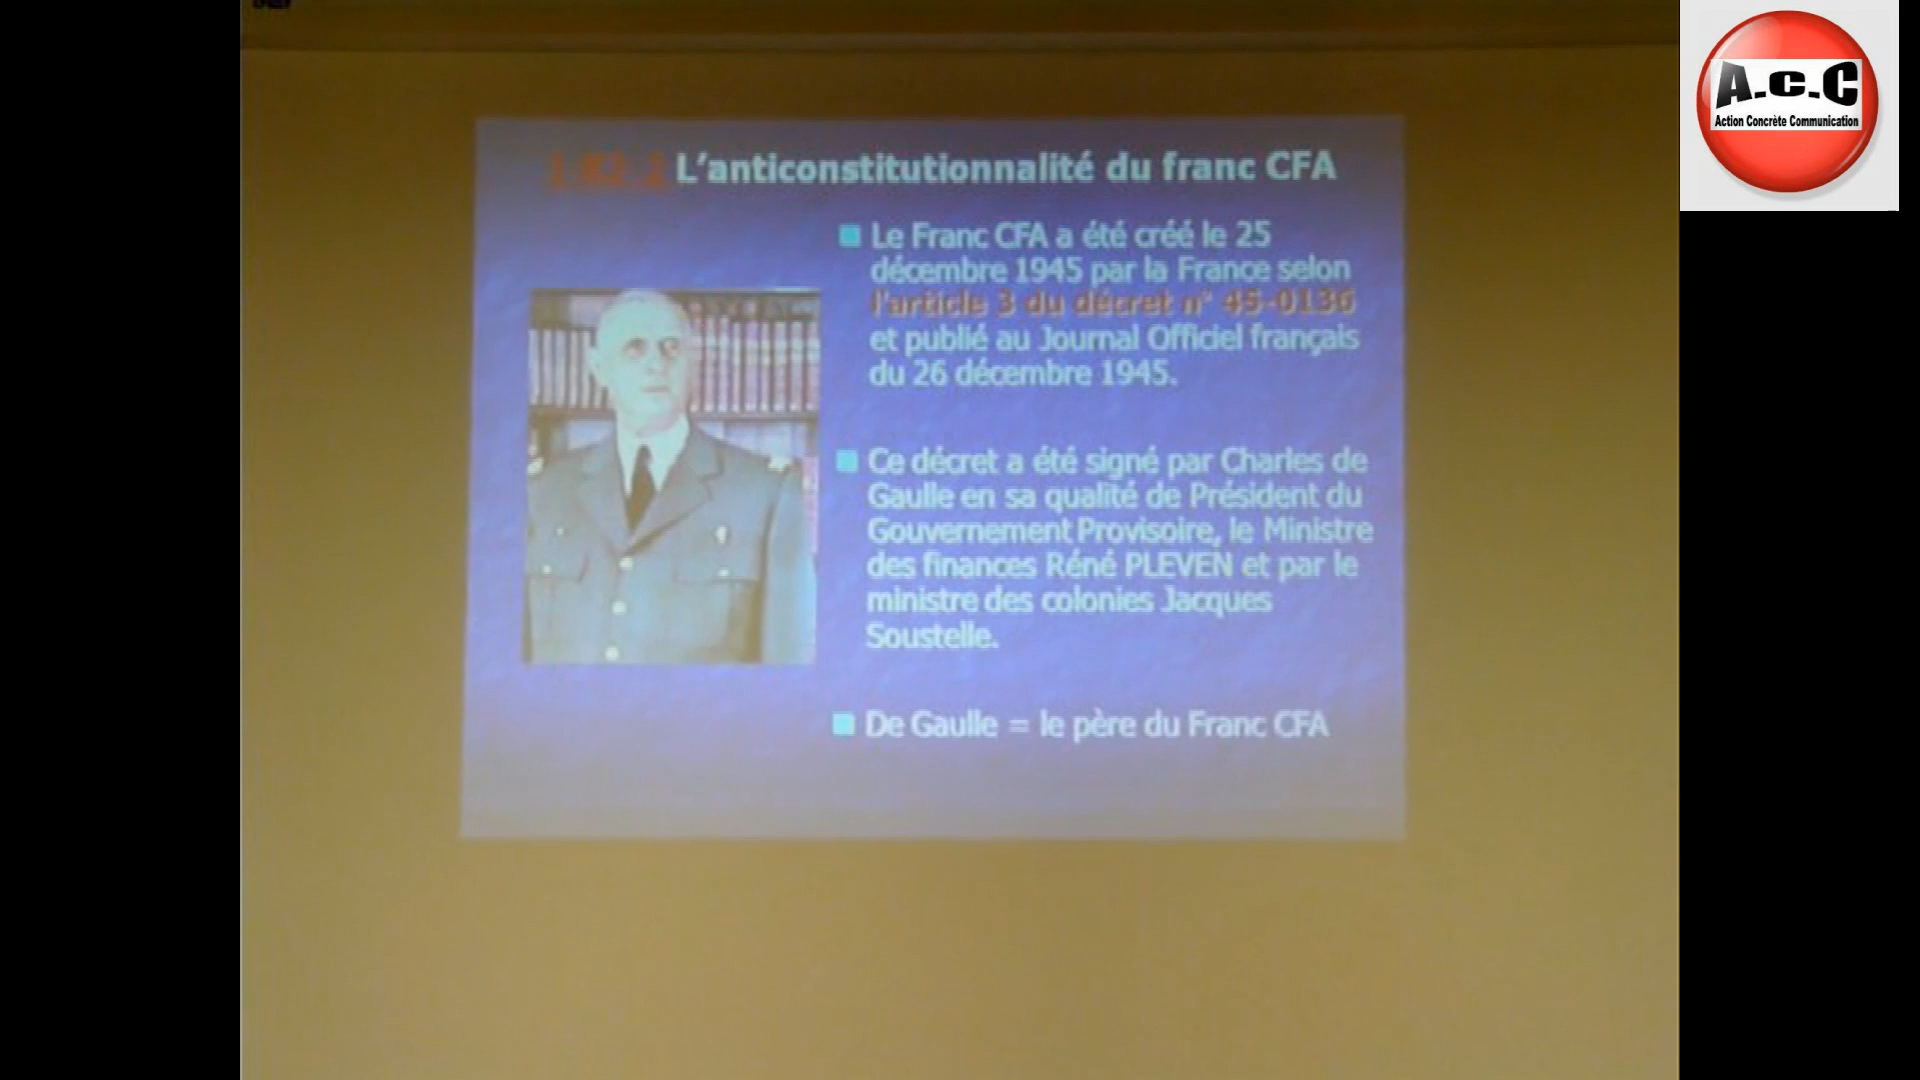 A.C.C
Action Concrète Communication
L'anticonstitutionnalité du franc CFA
Le Franc CFA a été créé le 25
décembre 1945 par la France selon
l'article 3 du décret n° 45-0136
et publié au Journal Officiel français
du 26 décembre 1945.
Ce décret a été signé par Charles de
Gaulle en sa qualité de Président du
Gouvernement Provisoire, le Ministre
des finances Réné PLEVEN et par le
ministre des colonies Jacques
Soustelle.
De Gaulle = le père du Franc CFA